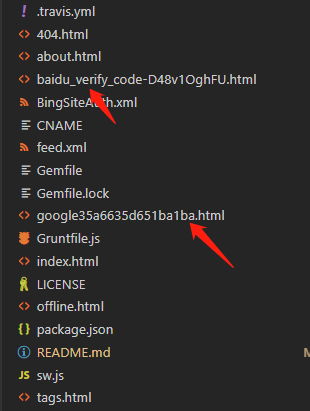 .travis.yml
404.html
about.html
baidu_verify_code-D48v1OghFU.html
BingSiteAuth.xml
CNAME
feed.xml
Gemfile
Gemfile.lock
google35a6635d651ba1ba.html
Gruntfile.js
index.html
LICENSE
offline.html
package.json
README.md M
JS sw.js
tags.html